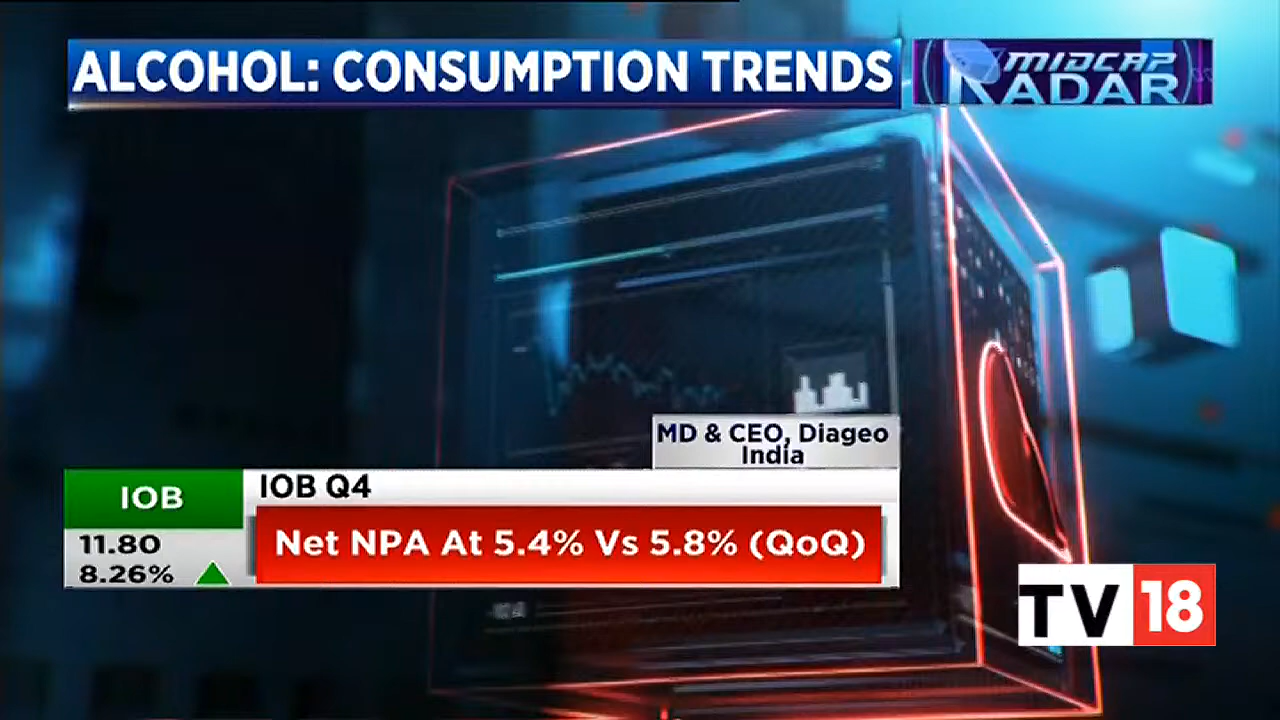 ALCOHOL: CONSUMPTION TRENDS
MIDCAP
RADAR
MD & CEO, Diageo
India
IOB
IOB Q4
11.80
8.26%
Net NPA At 5.4% Vs 5.8% (QoQ)
TV18